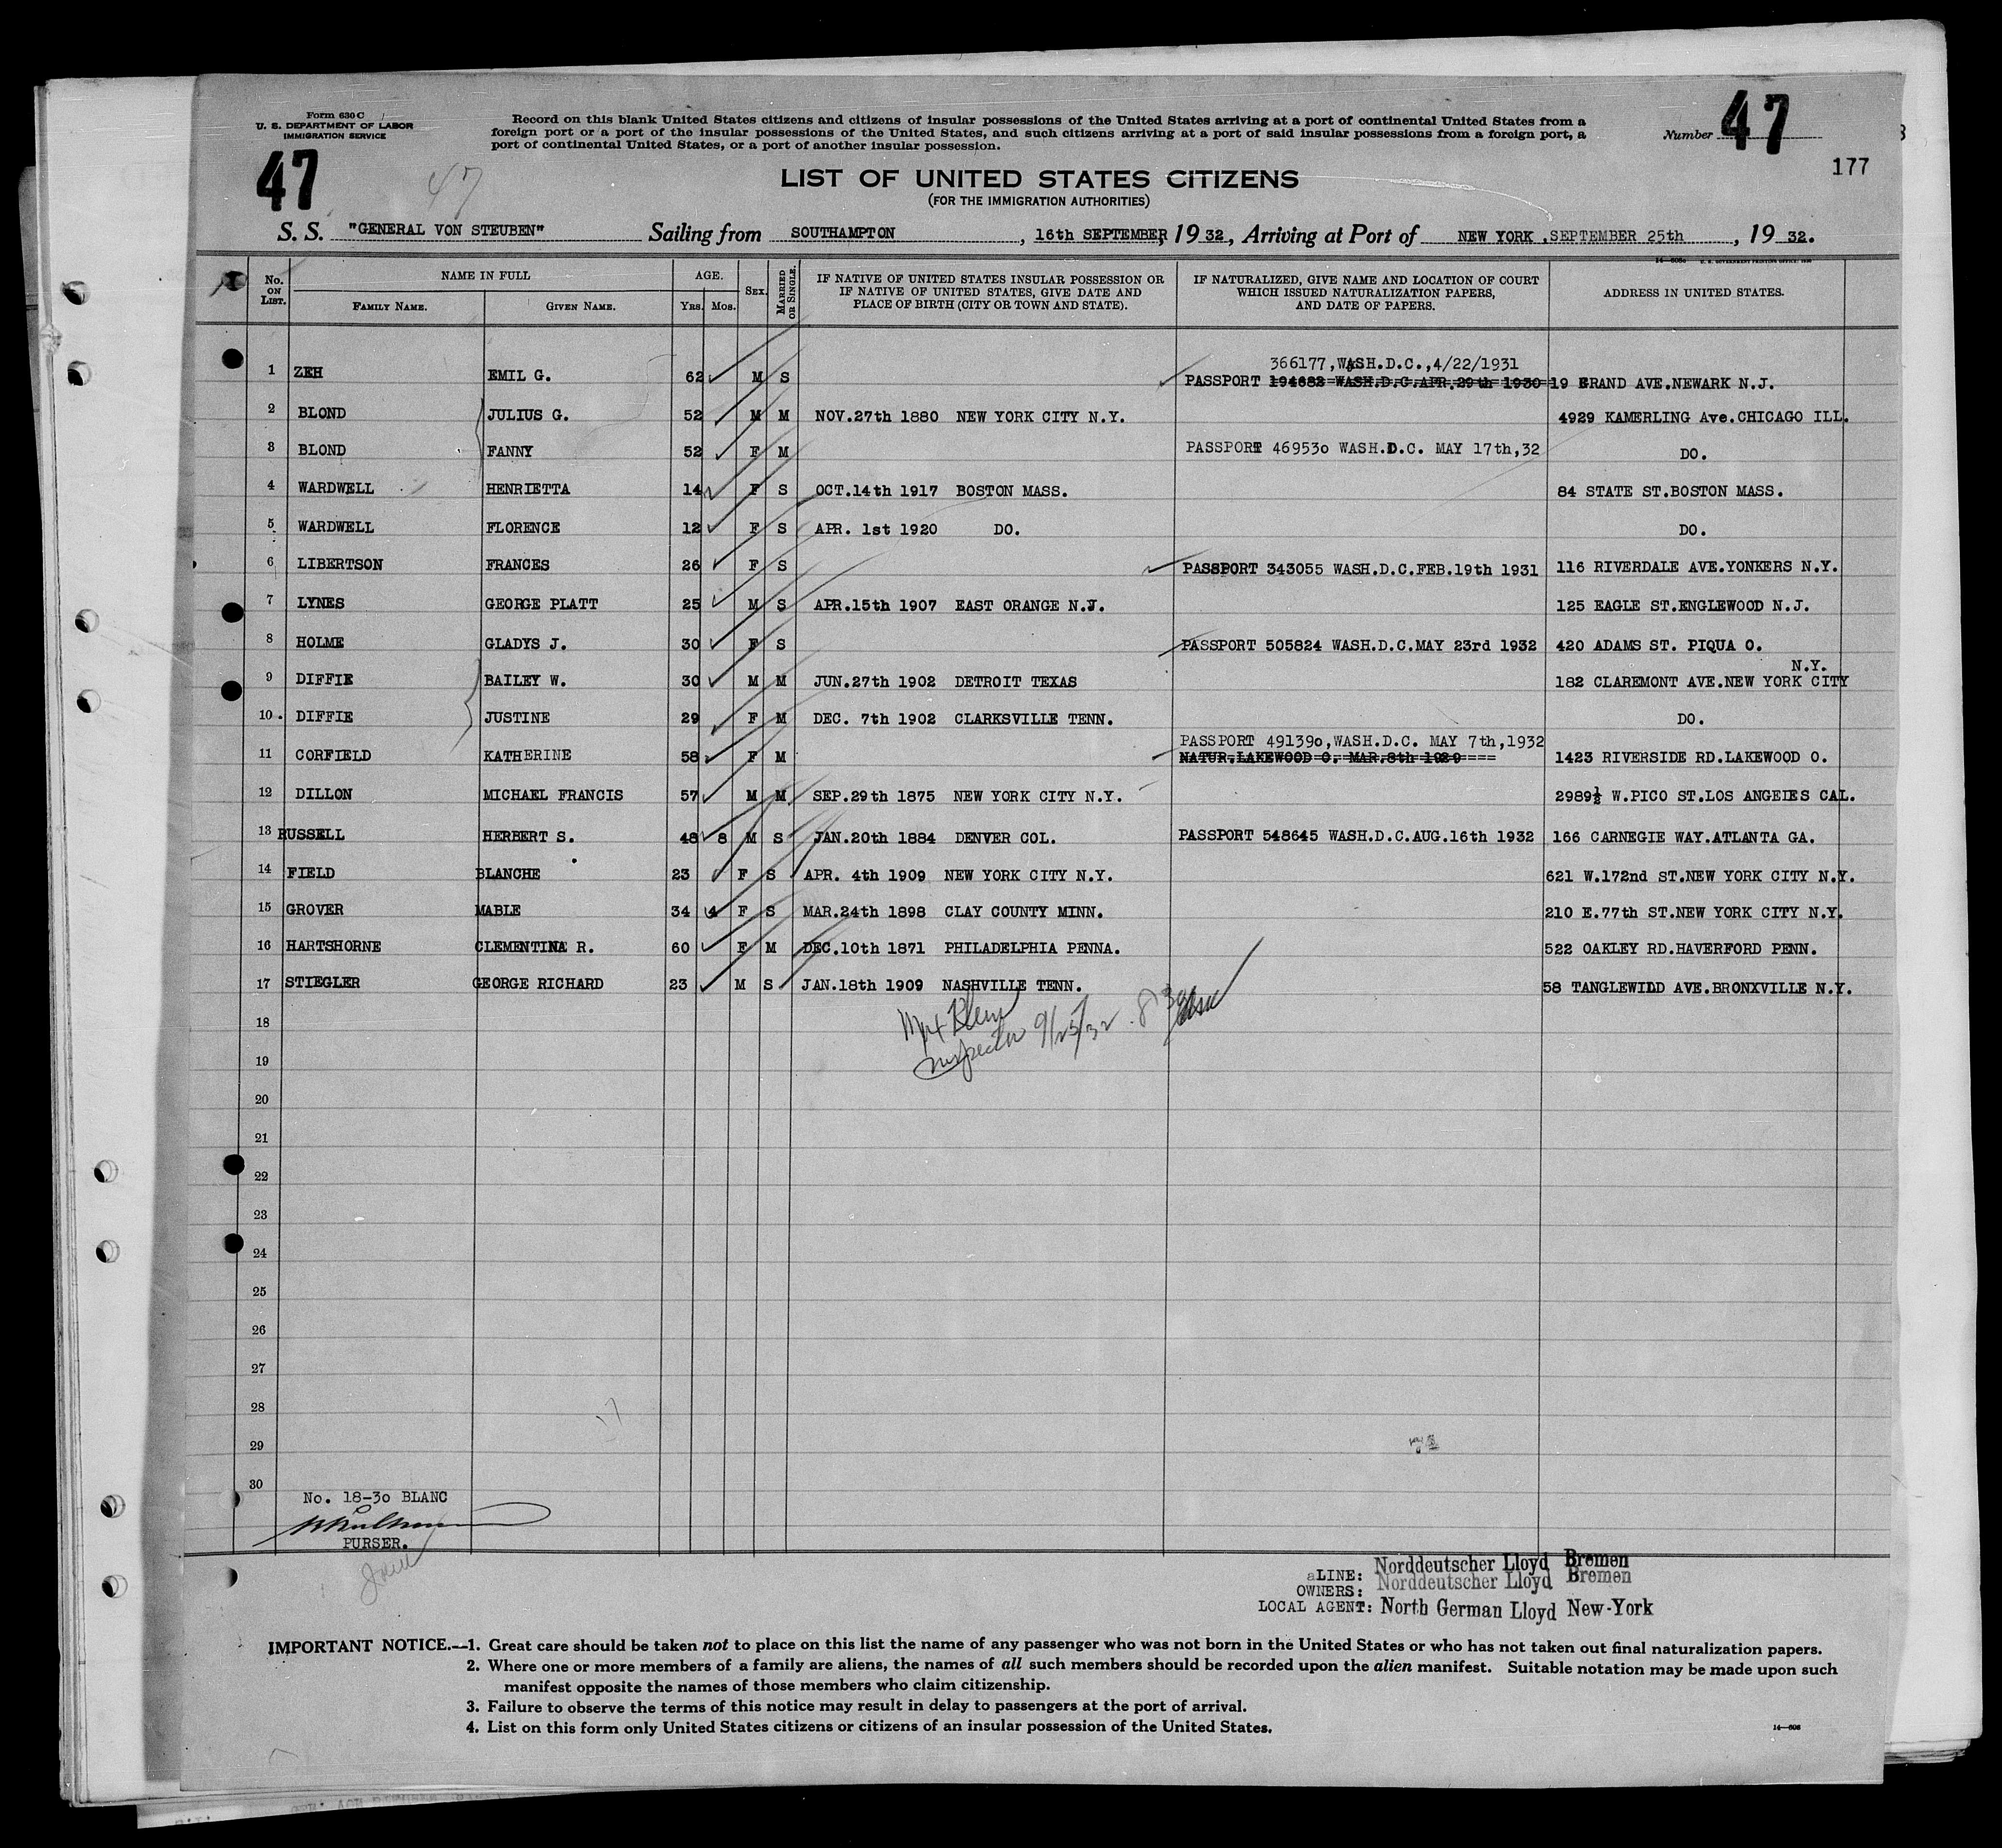 Form 630 C
U. S. DEPARTMENT OF LABOR
IMMIGRATION SERVICE
Record on this blank United States citizens and citizens of insular possessions of the United States arriving at a port of continental United States from a
foreign port or a port of the insular possessions of the United States, and such citizens arriving at a port of said insular possessions from a foreign port, a
port of continental United States, or a port of another insular possession.
Number 47
177
47
47
LIST OF UNITED STATES CITIZENS
(FOR THE IMMIGRATION AUTHORITIES)
S. S. "GENERAL VON STEUBEN" Sailing from SOUTHAMPTON, 16th SEPTEMBER, 19 32, Arriving at Port of NEW YORK, SEPTEMBER 25th, 19 32.
No. ON LIST. NAME IN FULL FAMILY NAME. GIVEN NAME. AGE. YRS. MOS. SEX. MARRIED OR SINGLE. IF NATIVE OF UNITED STATES INSULAR POSSESSION OR IF NATIVE OF UNITED STATES, GIVE DATE AND PLACE OF BIRTH (CITY OR TOWN AND STATE). IF NATURALIZED, GIVE NAME AND LOCATION OF COURT WHICH ISSUED NATURALIZATION PAPERS, AND DATE OF PAPERS. ADDRESS IN UNITED STATES.
366177,WASH.D.C.,4/22/1931
1 ZEH EMIL G. 62 M S PASSPORT 194682 WASH.D.C.APR.29th 1930 19 GRAND AVE.NEWARK N.J.
2 BLOND JULIUS G. 52 M M NOV.27th 1880 NEW YORK CITY N.Y. 4929 KAMERLING Ave.CHICAGO ILL.
3 BLOND FANNY 52 F M PASSPORT 469530 WASH.D.C. MAY 17th,32 DO.
4 WARDWELL HENRIETTA 14 F S OCT.14th 1917 BOSTON MASS. 84 STATE ST.BOSTON MASS.
5 WARDWELL FLORENCE 12 F S APR. 1st 1920 DO. DO.
6 LIBERTSON FRANCES 26 F S PASSPORT 343055 WASH.D.C.FEB.19th 1931 116 RIVERDALE AVE.YONKERS N.Y.
7 LYNES GEORGE PLATT 25 M S APR.15th 1907 EAST ORANGE N.J. 125 EAGLE ST.ENGLEWOOD N.J.
8 HOLME GLADYS J. 30 F S PASSPORT 505824 WASH.D.C.MAY 23rd 1932 420 ADAMS ST. PIQUA O.
N.Y.
9 DIFFIE BAILEY W. 30 M M JUN.27th 1902 DETROIT TEXAS 182 CLAREMONT AVE.NEW YORK CITY
10. DIFFIE JUSTINE 29 F M DEC. 7th 1902 CLARKSVILLE TENN. DO.
PASSPORT 491390,WASH.D.C. MAY 7th,1932
11 CORFIELD KATHERINE 58 F M NATUR.LAKEWOOD O. MAR.8th 1929 1423 RIVERSIDE RD.LAKEWOOD O.
12 DILLON MICHAEL FRANCIS 57 M M SEP.29th 1875 NEW YORK CITY N.Y. 2989½ W.PICO ST.LOS ANGEIES CAL.
13 RUSSELL HERBERT S. 48 8 M S JAN.20th 1884 DENVER COL. PASSPORT 548645 WASH.D.C.AUG.16th 1932 166 CARNEGIE WAY.ATLANTA GA.
14 FIELD BLANCHE 23 F S APR. 4th 1909 NEW YORK CITY N.Y. 621 W.172nd ST.NEW YORK CITY N.Y.
15 GROVER MABLE 34 4 F S MAR.24th 1898 CLAY COUNTY MINN. 210 E.77th ST.NEW YORK CITY N.Y.
16 HARTSHORNE CLEMENTINE R. 60 F M DEC.10th 1871 PHILADELPHIA PENNA. 522 OAKLEY RD.HAVERFORD PENN.
17 STIEGLER GEORGE RICHARD 23 M S JAN.18th 1909 NASHVILLE TENN. 58 TANGLEWILD AVE.BRONXVILLE N.Y.
18
Inspector 9/25/32
19
20
21
22
23
24
25
26
27
28
29
30
No. 18-30 BLANC
PURSER.
LINE: Norddeutscher Lloyd Bremen
OWNERS: Norddeutscher Lloyd Bremen
LOCAL AGENT: North German Lloyd New-York
IMPORTANT NOTICE.—1. Great care should be taken not to place on this list the name of any passenger who was not born in the United States or who has not taken out final naturalization papers.
2. Where one or more members of a family are aliens, the names of all such members should be recorded upon the alien manifest. Suitable notation may be made upon such
manifest opposite the names of those members who claim citizenship.
3. Failure to observe the terms of this notice may result in delay to passengers at the port of arrival.
4. List on this form only United States citizens or citizens of an insular possession of the United States.
14—608